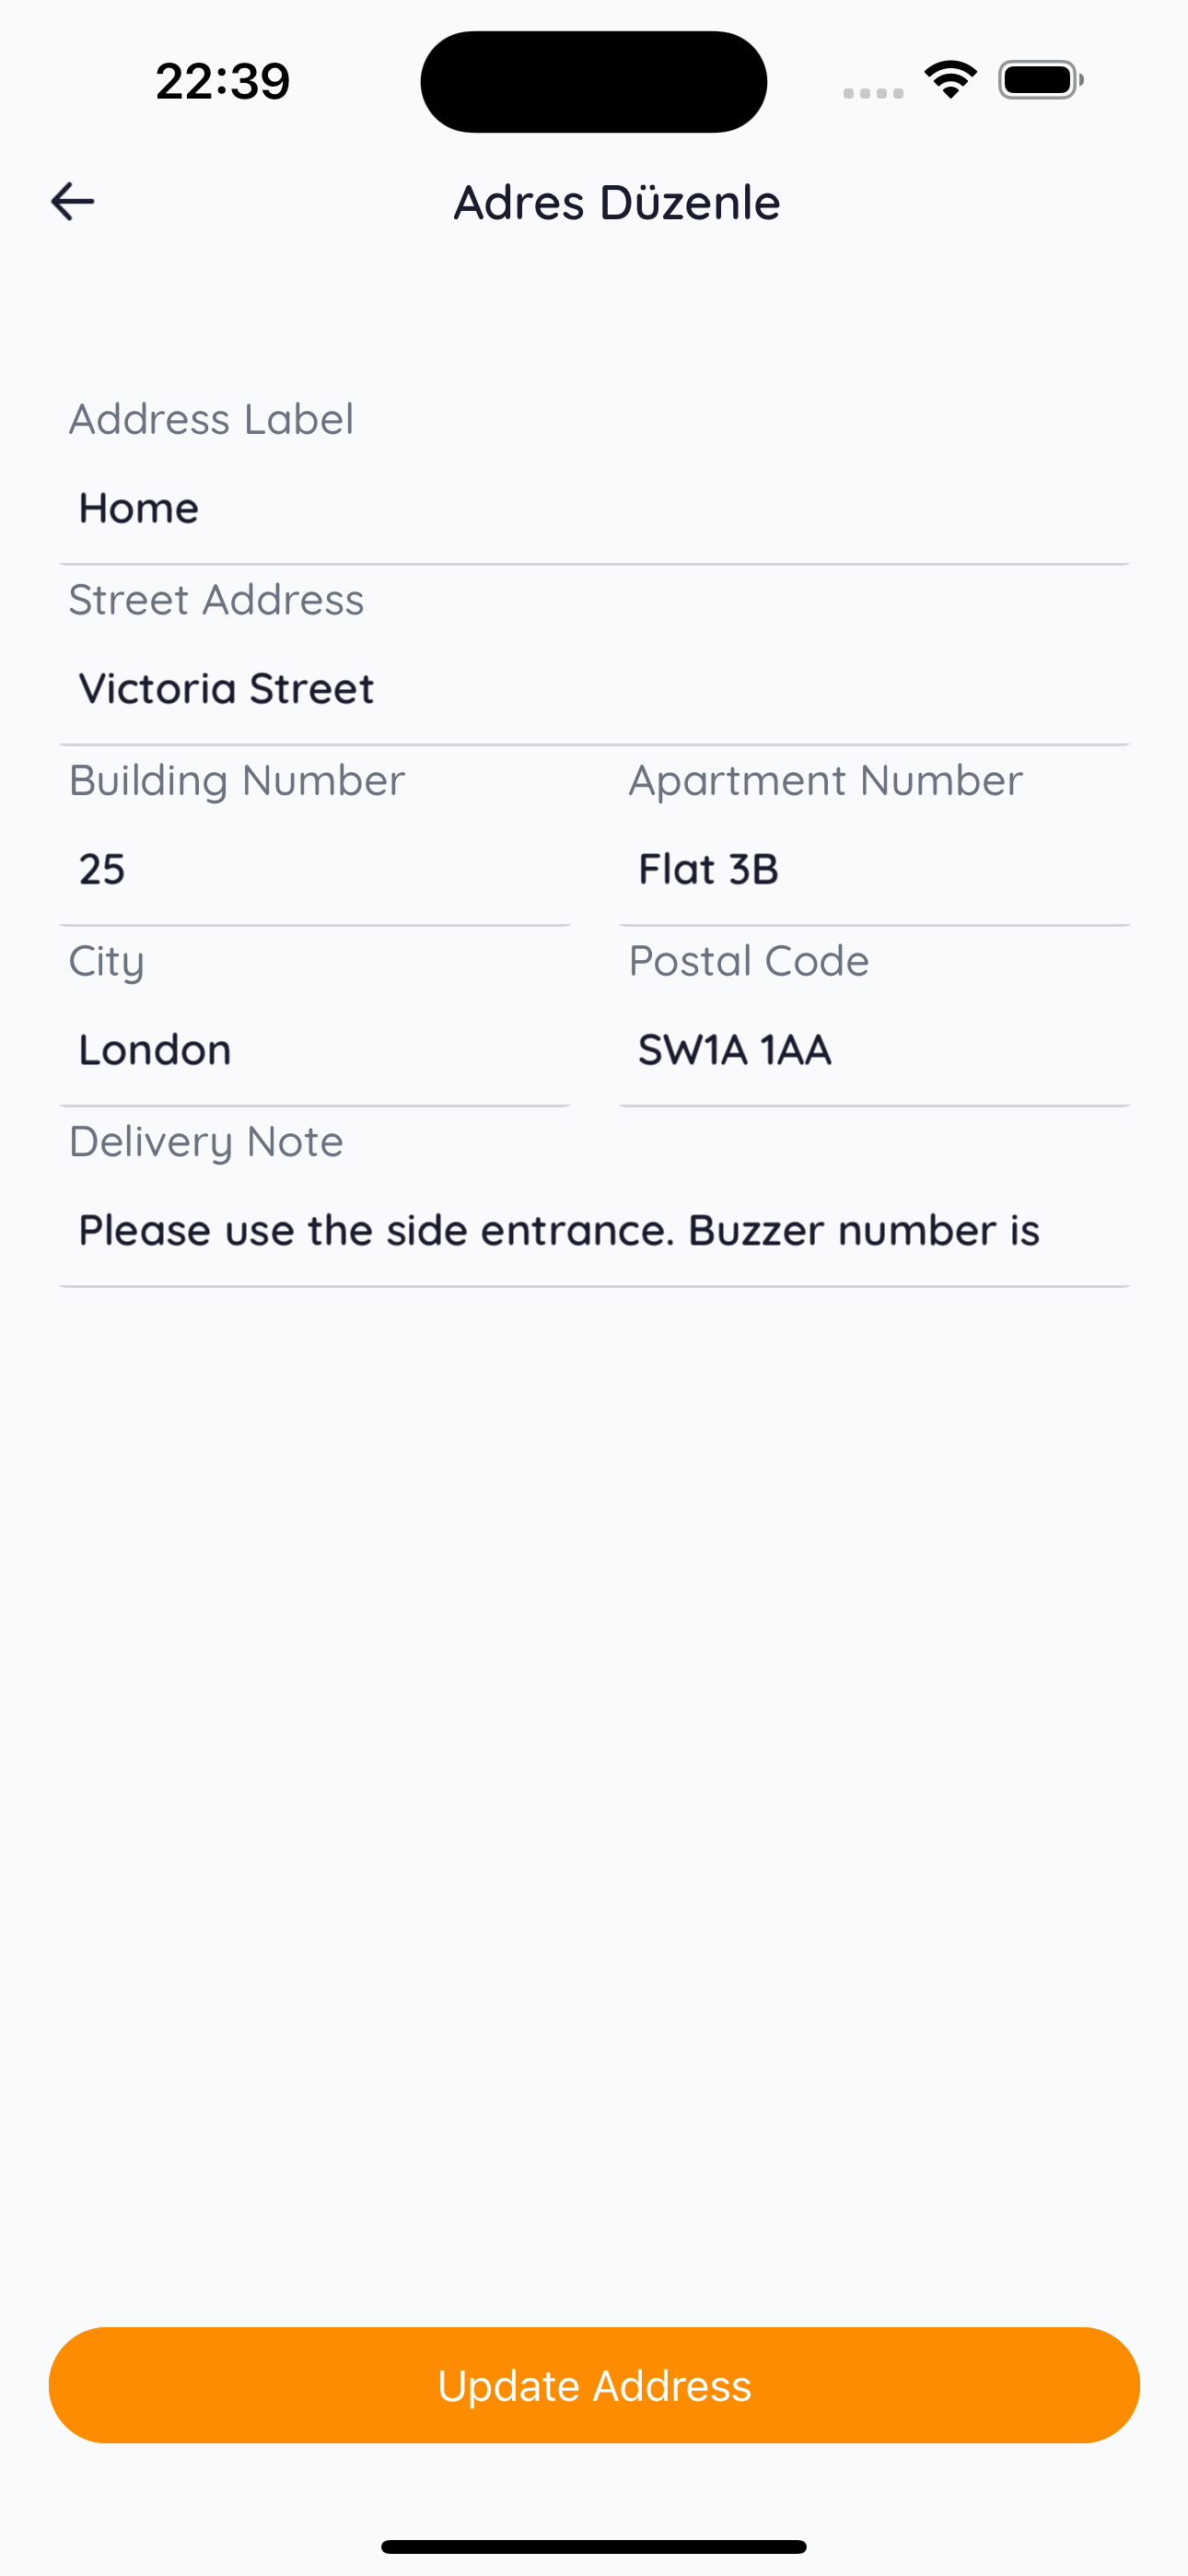 22:39
Adres Düzenle
Address Label
Home
Street Address
Victoria Street
Building Number Apartment Number
25 Flat 3B
City Postal Code
London SW1A 1AA
Delivery Note
Please use the side entrance. Buzzer number is
Update Address